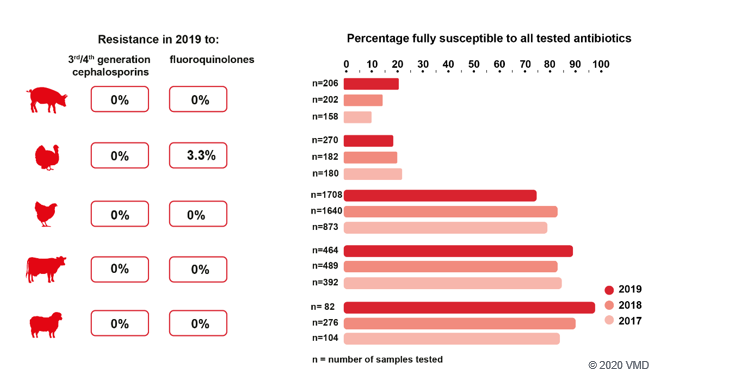 Resistance in 2019 to:
3rd/4th generation cephalosporins
fluoroquinolones
0%
0%
0%
3.3%
0%
0%
0%
0%
0%
0%
Percentage fully susceptible to all tested antibiotics
0 10 20 30 40 50 60 70 80 90 100
n=206
n=202
n=158
n=270
n=182
n=180
n=1708
n=1640
n=873
n=464
n=489
n=392
n= 82
n=276
n=104
2019
2018
2017
n = number of samples tested
© 2020 VMD